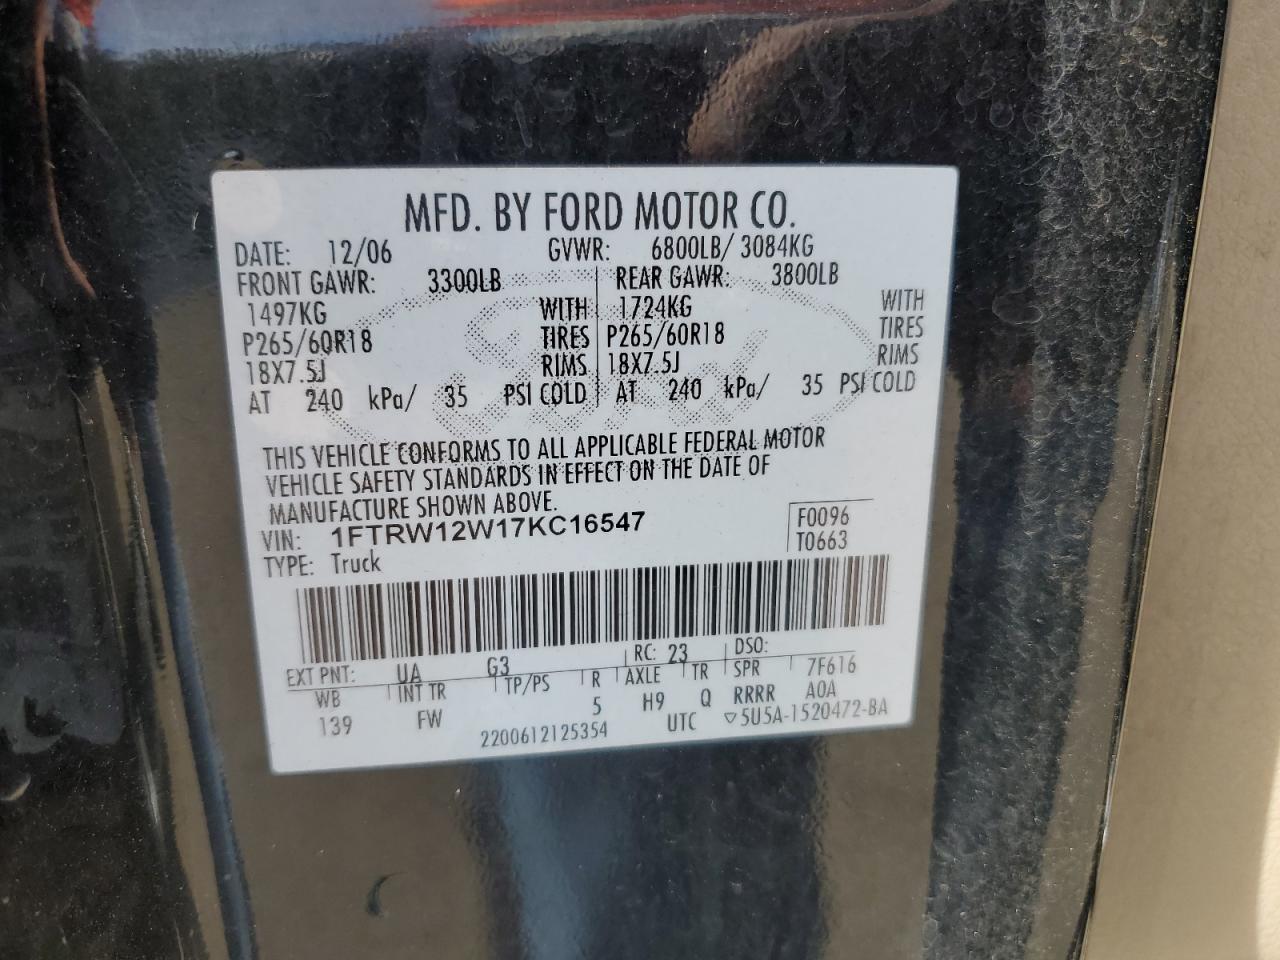 MFD. BY FORD MOTOR CO.
DATE: 12/06 GVWR: 6800LB/ 3084KG
FRONT GAWR: 3300LB REAR GAWR: 3800LB
1497KG WITH 1724KG WITH
P265/60R18 TIRES P265/60R18 TIRES
18X7.5J RIMS 18X7.5J RIMS
AT 240 kPa/ 35 PSI COLD AT 240 kPa/ 35 PSI COLD
THIS VEHICLE CONFORMS TO ALL APPLICABLE FEDERAL MOTOR
VEHICLE SAFETY STANDARDS IN EFFECT ON THE DATE OF
MANUFACTURE SHOWN ABOVE.
VIN: 1FTRW12W17KC16547 F0096
TYPE: Truck T0663
EXT PNT: UA G3 RC: 23 DSO:
WB INT TR TP/PS R AXLE TR SPR 7F616
139 FW 5 H9 Q RRRR A0A
2200612125354 UTC ▽5U5A-1520472-BA